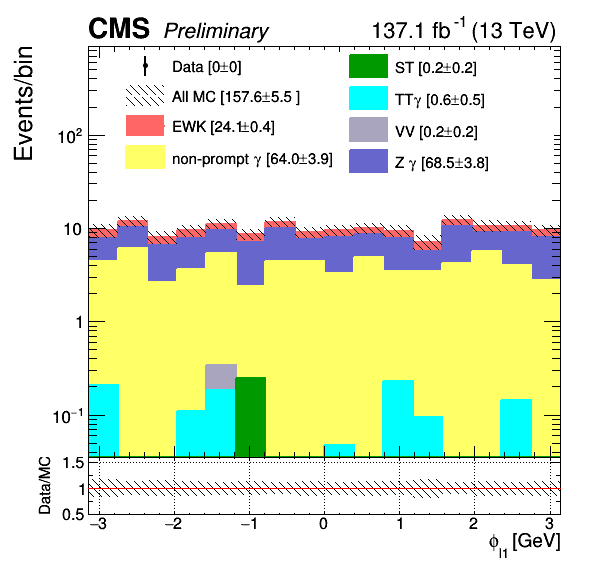 CMS Preliminary 137.1 fb⁻¹ (13 TeV)
Events/bin
Data [0±0]
All MC [157.6±5.5 ]
EWK [24.1±0.4]
non-prompt γ [64.0±3.9]
ST [0.2±0.2]
TTγ [0.6±0.5]
VV [0.2±0.2]
Z γ [68.5±3.8]
10²
10
1
10⁻¹
Data/MC
1.5
1
0.5
−3 −2 −1 0 1 2 3
ϕ_l1 [GeV]